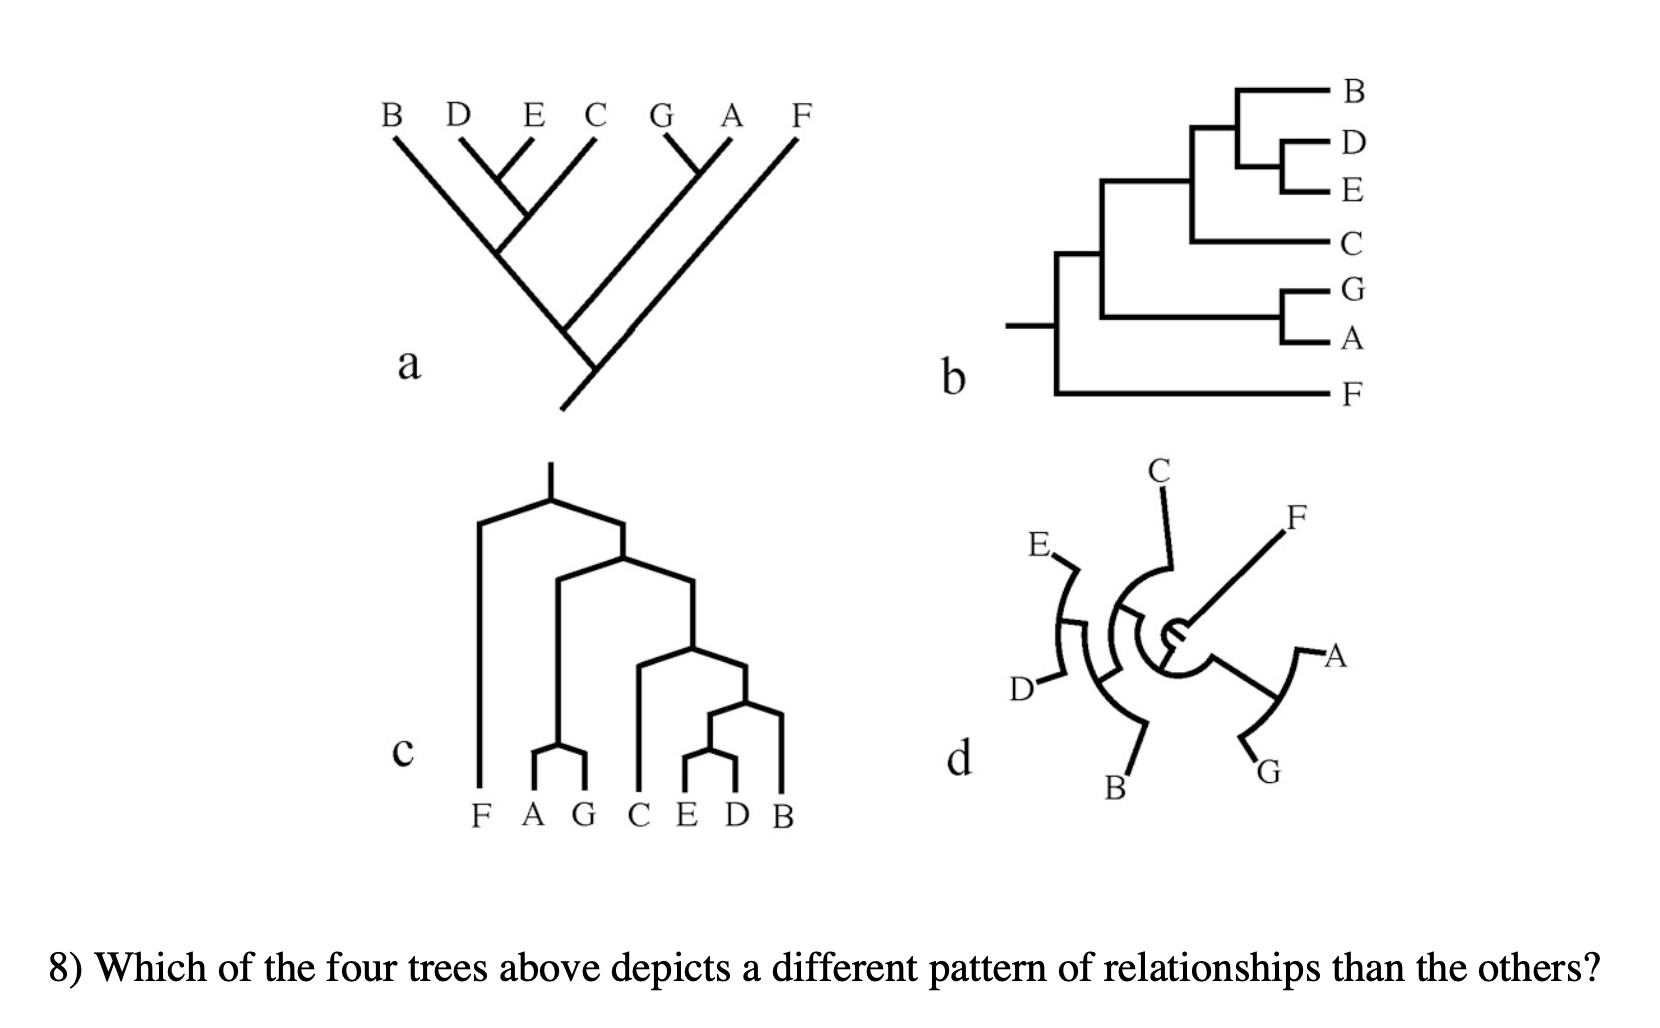 B D E C G A F
a
B
D
E
C
G
A
F
b
F A G C E D B
c
C
F
E
A
D
G
B
d
8) Which of the four trees above depicts a different pattern of relationships than the others?